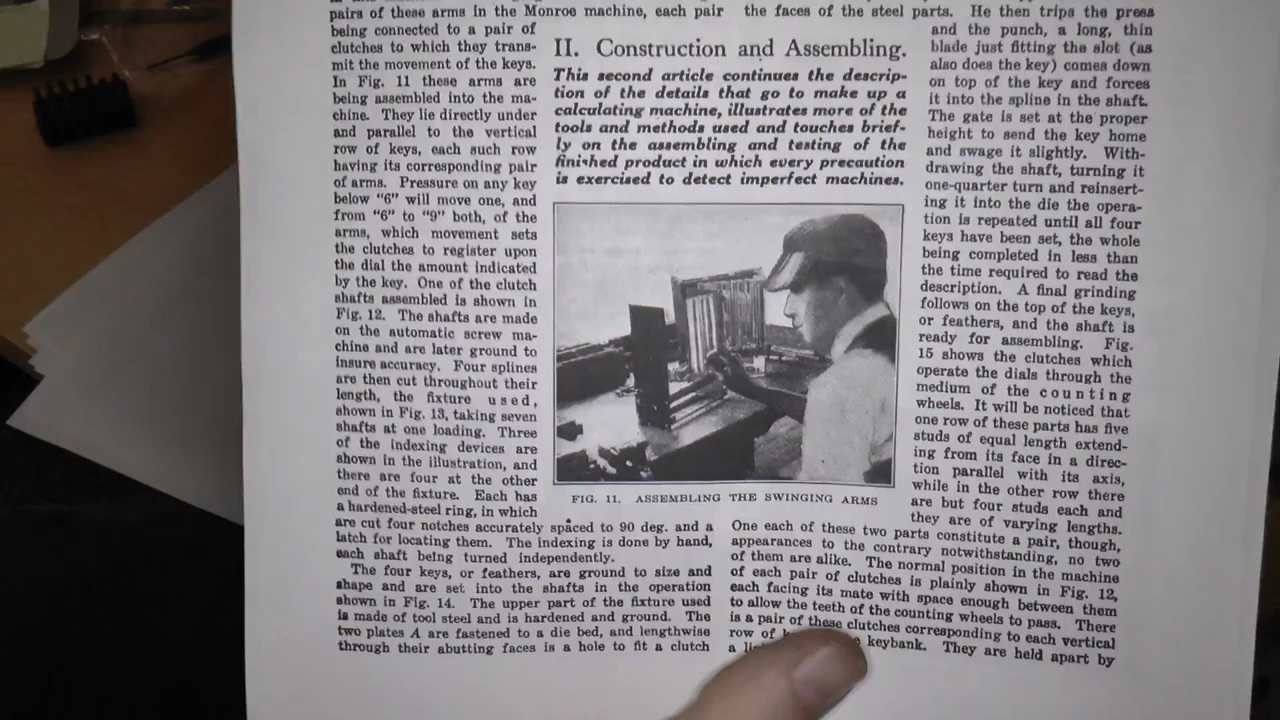 pairs of these arms in the Monroe machine, each pair
being connected to a pair of
clutches to which they trans-
mit the movement of the keys.
In Fig. 11 these arms are
being assembled into the ma-
chine. They lie directly under
and parallel to the vertical
row of keys, each such row
having its corresponding pair
of arms. Pressure on any key
below "6" will move one, and
from "6" to "9" both, of the
arms, which movement sets
the clutches to register upon
the dial the amount indicated
by the key. One of the clutch
shafts assembled is shown in
Fig. 12. The shafts are made
on the automatic screw ma-
chine and are later ground to
insure accuracy. Four splines
are then cut throughout their
length, the fixture used,
shown in Fig. 13, taking seven
shafts at one loading. Three
of the indexing devices are
shown in the illustration, and
there are four at the other
end of the fixture. Each has
a hardened-steel ring, in which
are cut four notches accurately spaced to 90 deg. and a
latch for locating them. The indexing is done by hand,
each shaft being turned independently.
The four keys, or feathers, are ground to size and
shape and are set into the shafts in the operation
shown in Fig. 14. The upper part of the fixture used
is made of tool steel and is hardened and ground. The
two plates A are fastened to a die bed, and lengthwise
through their abutting faces is a hole to fit a clutch
II. Construction and Assembling.
This second article continues the descrip-
tion of the details that go to make up a
calculating machine, illustrates more of the
tools and methods used and touches brief-
ly on the assembling and testing of the
finished product in which every precaution
is exercised to detect imperfect machines.
FIG. 11. ASSEMBLING THE SWINGING ARMS
the faces of the steel parts. He then trips the press
and the punch, a long, thin
blade just fitting the slot (as
also does the key) comes down
on top of the key and forces
it into the spline in the shaft.
The gate is set at the proper
height to send the key home
and swage it slightly. With-
drawing the shaft, turning it
one-quarter turn and reinsert-
ing it into the die the opera-
tion is repeated until all four
keys have been set, the whole
being completed in less than
the time required to read the
description. A final grinding
follows on the top of the keys,
or feathers, and the shaft is
ready for assembling. Fig.
15 shows the clutches which
operate the dials through the
medium of the counting
wheels. It will be noticed that
one row of these parts has five
studs of equal length extend-
ing from its face in a direc-
tion parallel with its axis,
while in the other row there
are but four studs each and
they are of varying lengths.
One each of these two parts constitute a pair, though,
appearances to the contrary notwithstanding, no two
of them are alike. The normal position in the machine
of each pair of clutches is plainly shown in Fig. 12,
each facing its mate with space enough between them
to allow the teeth of the counting wheels to pass. There
is a pair of these clutches corresponding to each vertical
row of keybank. They are held apart by
a